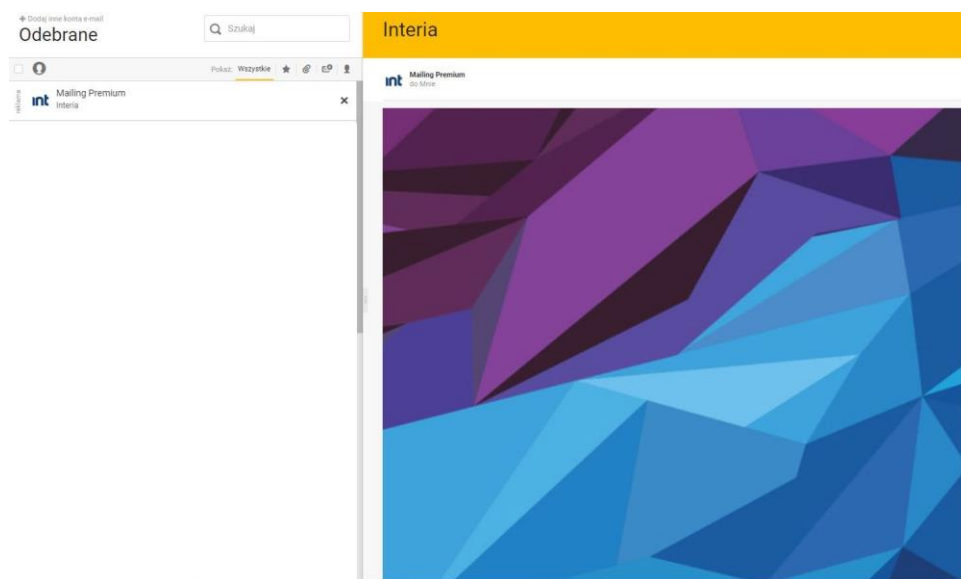 Dodaj inne konta e-mail
Odebrane
Szukaj
Pokaż: Wszystkie
reklama
int
Mailing Premium
Interia
Interia
int
Mailing Premium
do Mnie